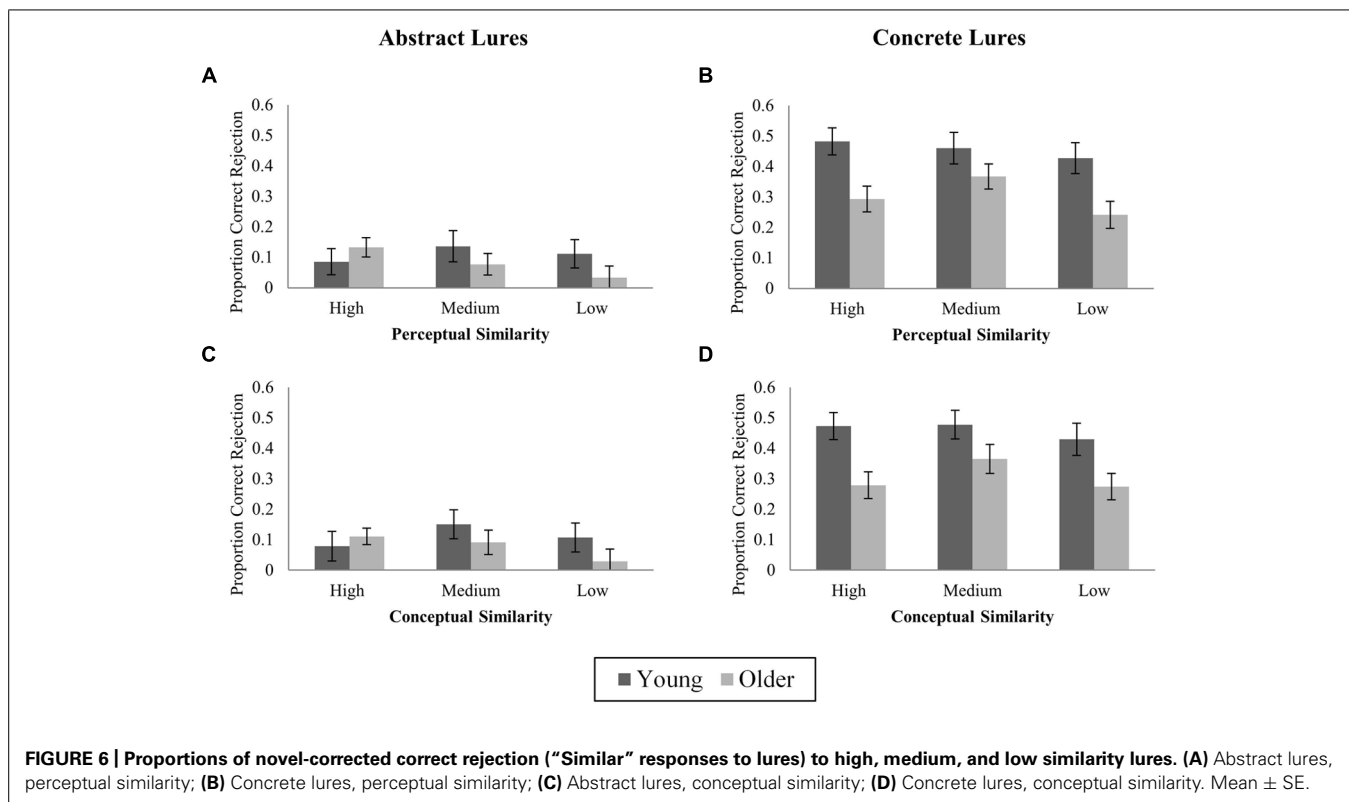 Abstract Lures
Concrete Lures
A
Proportion Correct Rejection
0.6
0.5
0.4
0.3
0.2
0.1
0
High Medium Low
Perceptual Similarity
B
Proportion Correct Rejection
0.6
0.5
0.4
0.3
0.2
0.1
0
High Medium Low
Perceptual Similarity
C
Proportion Correct Rejection
0.6
0.5
0.4
0.3
0.2
0.1
0
High Medium Low
Conceptual Similarity
D
Proportion Correct Rejection
0.6
0.5
0.4
0.3
0.2
0.1
0
High Medium Low
Conceptual Similarity
Young Older
FIGURE 6 | Proportions of novel-corrected correct rejection (“Similar” responses to lures) to high, medium, and low similarity lures. (A) Abstract lures,
perceptual similarity; (B) Concrete lures, perceptual similarity; (C) Abstract lures, conceptual similarity; (D) Concrete lures, conceptual similarity. Mean ± SE.